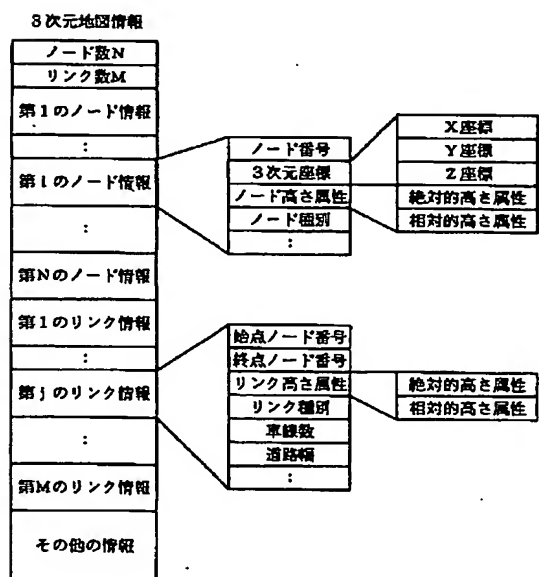 3次元地図情報
ノード数N
リンク数M
第1のノード情報
:
第iのノード情報
:
第Nのノード情報
第1のリンク情報
:
第jのリンク情報
:
第Mのリンク情報
その他の情報
ノード番号
3次元座標
ノード高さ属性
ノード種別
:
X座標
Y座標
Z座標
絶対的高さ属性
相対的高さ属性
始点ノード番号
終点ノード番号
リンク高さ属性
リンク種別
車線数
道路幅
:
絶対的高さ属性
相対的高さ属性